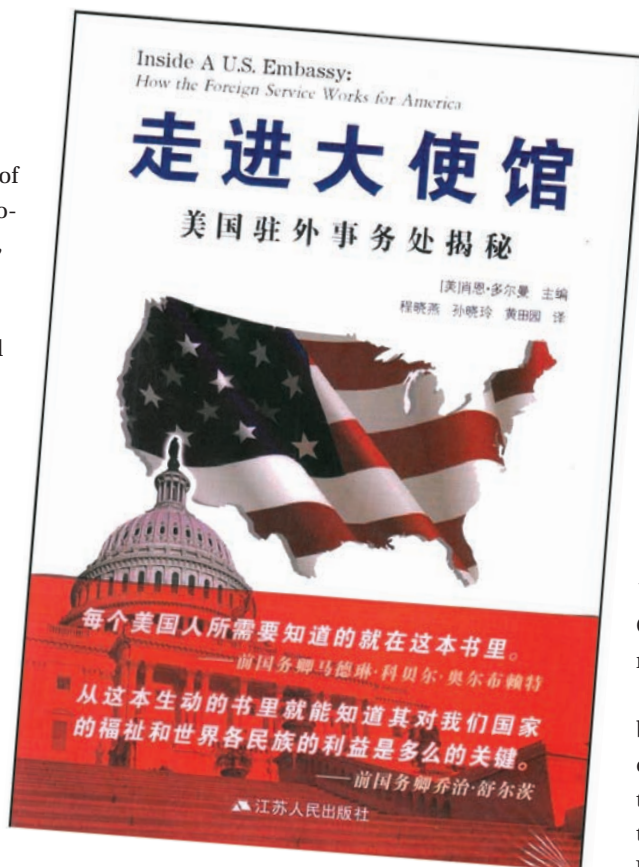 Inside A U.S. Embassy:
How the Foreign Service Works for America
走进大使馆
美国驻外事务处揭秘
[美]肖恩·多尔曼 主编
程晓燕 孙晓玲 黄田园 译
每个美国人所需要知道的就在这本书里。
——前国务卿马德琳·科贝尔·奥尔布赖特
从这本生动的书里就能知道其对我们国家
的福祉和世界各民族的利益是多么的关键。
——前国务卿乔治·舒尔茨
江苏人民出版社
of